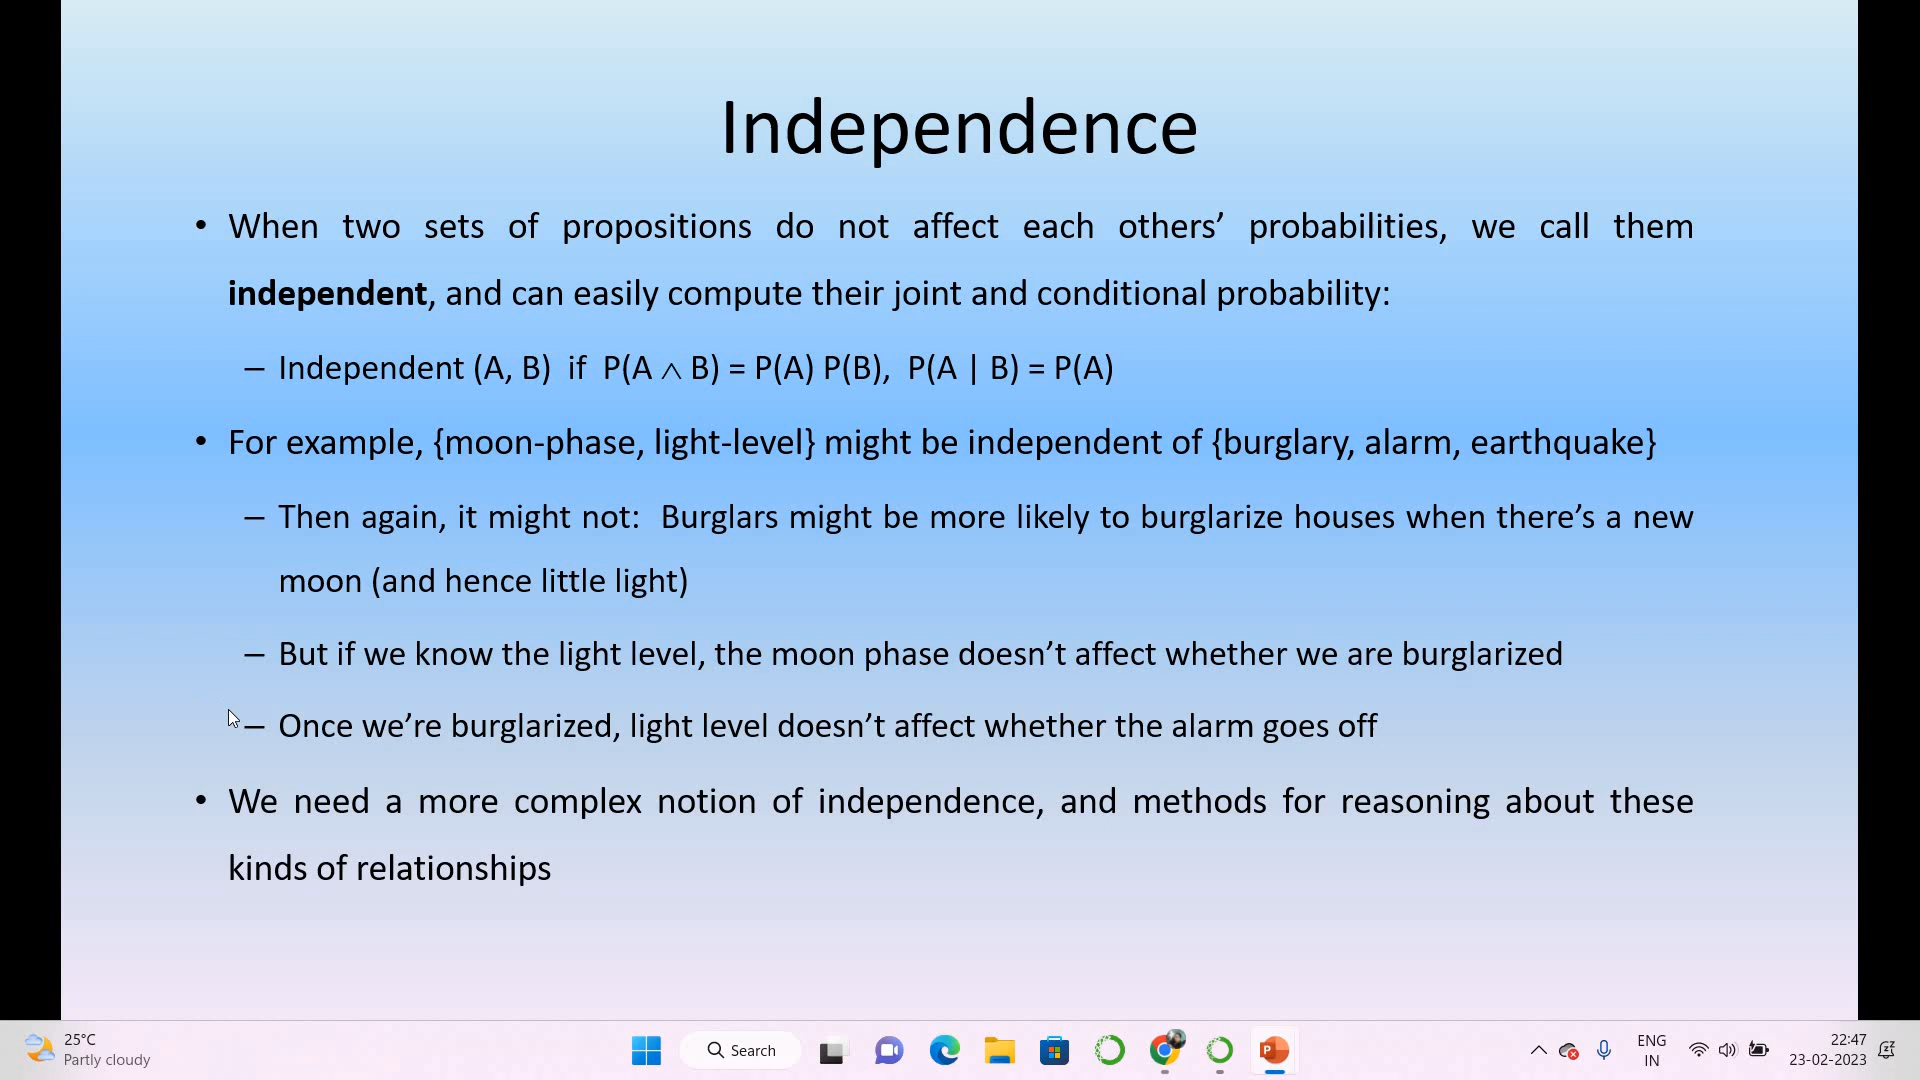 Independence
• When two sets of propositions do not affect each others’ probabilities, we call them
independent, and can easily compute their joint and conditional probability:
– Independent (A, B) if P(A ∧ B) = P(A) P(B), P(A | B) = P(A)
• For example, {moon-phase, light-level} might be independent of {burglary, alarm, earthquake}
– Then again, it might not: Burglars might be more likely to burglarize houses when there’s a new
moon (and hence little light)
– But if we know the light level, the moon phase doesn’t affect whether we are burglarized
– Once we’re burglarized, light level doesn’t affect whether the alarm goes off
• We need a more complex notion of independence, and methods for reasoning about these
kinds of relationships
25°C
Partly cloudy
Search
ENG
IN
22:47
23-02-2023